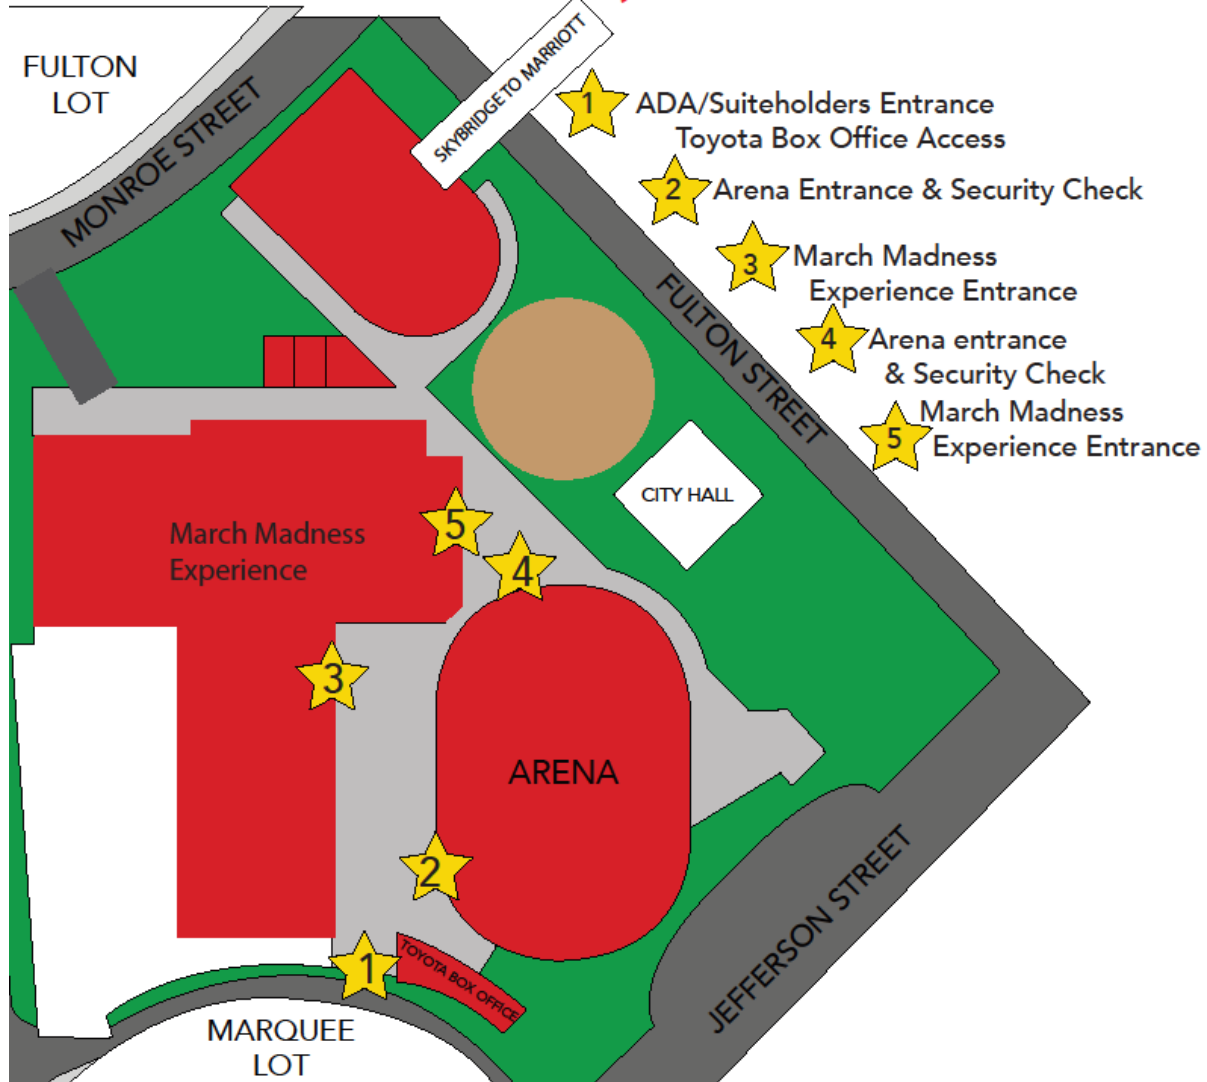 FULTON
LOT
MONROE STREET
SKYBRIDGE TO MARRIOTT
1
ADA/Suiteholders Entrance
Toyota Box Office Access
2
Arena Entrance & Security Check
3
March Madness
Experience Entrance
4
Arena entrance
& Security Check
5
March Madness
Experience Entrance
FULTON STREET
CITY HALL
March Madness
Experience
5
4
3
ARENA
2
1
TOYOTA BOX OFFICE
JEFFERSON STREET
MARQUEE
LOT